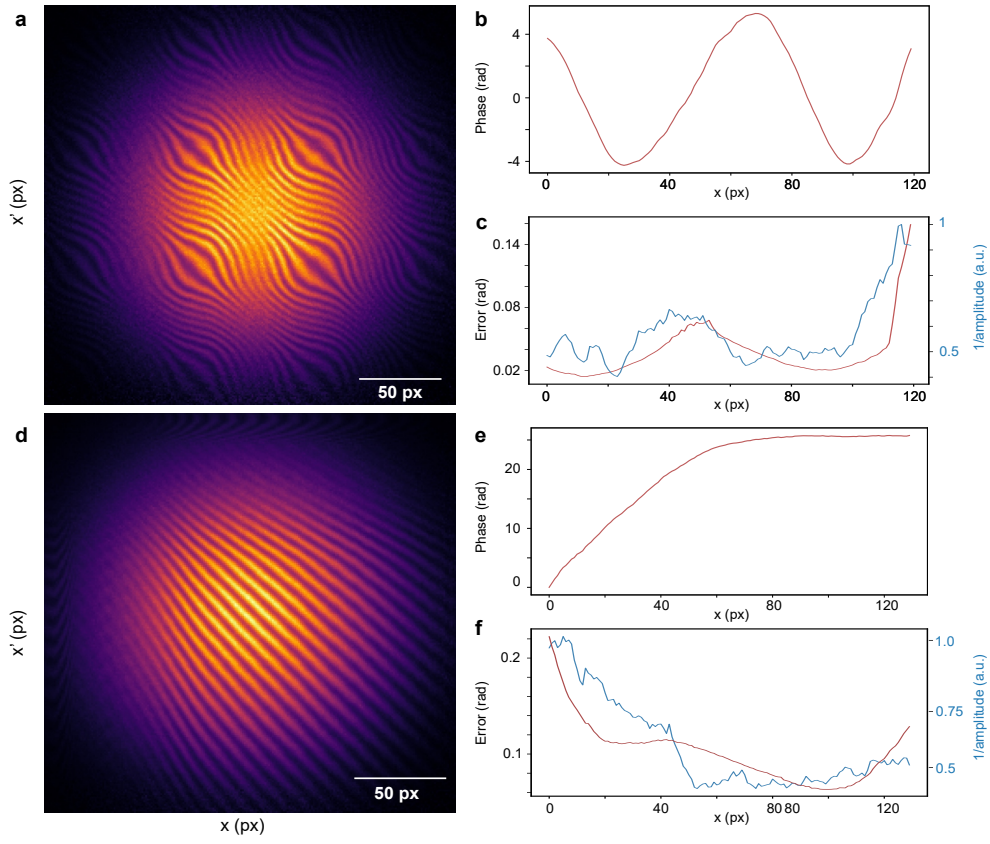 a
x' (px)
50 px
b
Phase (rad)
4
0
-4
0
40
80
120
x (px)
c
Error (rad)
0.14
0.08
0.02
1
0.5
1/amplitude (a.u.)
0
40
80
120
x (px)
d
x' (px)
50 px
x (px)
e
Phase (rad)
20
10
0
0
40
80
120
x (px)
f
Error (rad)
0.2
0.1
1.0
0.75
0.5
1/amplitude (a.u.)
0
40
80 80
120
x (px)